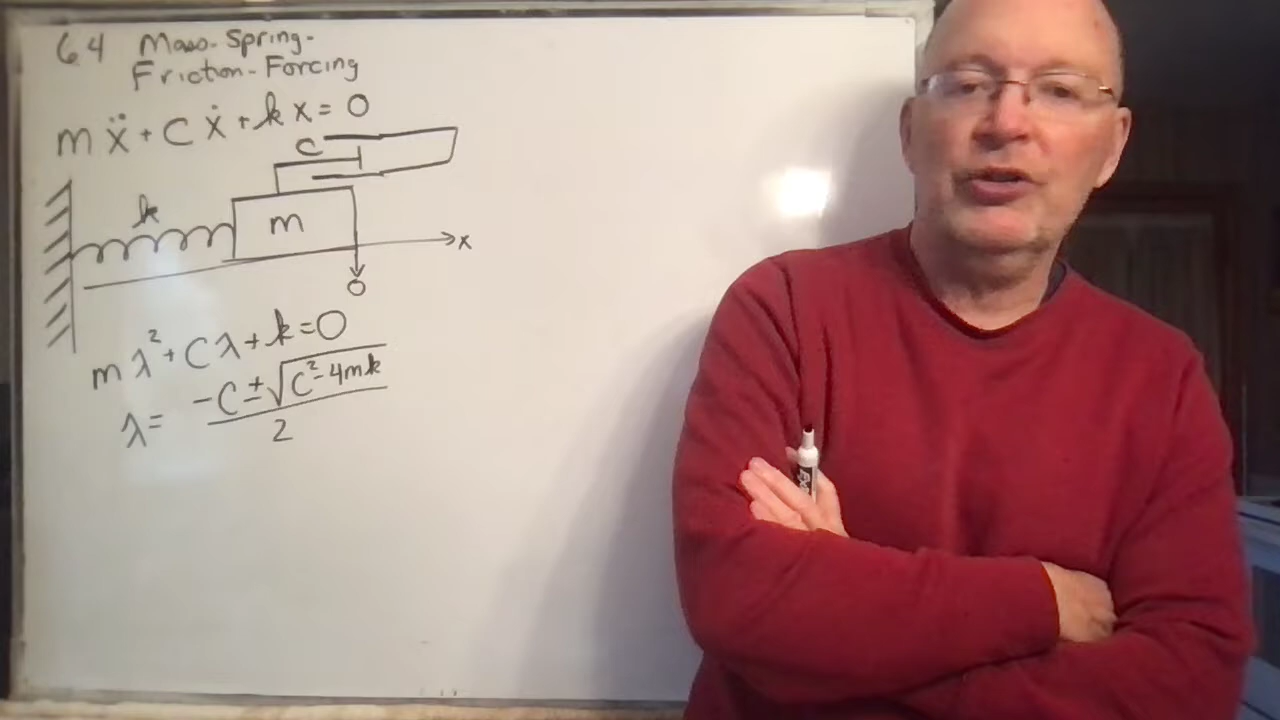 6.4 Mass-Spring-
Friction-Forcing
mẍ + cẋ + kx = 0
c
k
m
x
0
mλ² + cλ + k = 0
λ = (-c ± √(c² - 4mk)) / 2